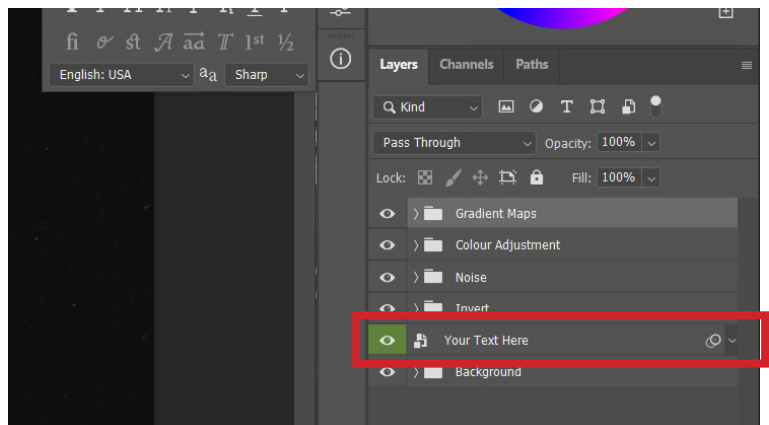 fi st A ad T 1st ½
English: USA aa Sharp
Layers Channels Paths
Kind
Pass Through Opacity: 100%
Lock: Fill: 100%
Gradient Maps
Colour Adjustment
Noise
Invert
Your Text Here
Background